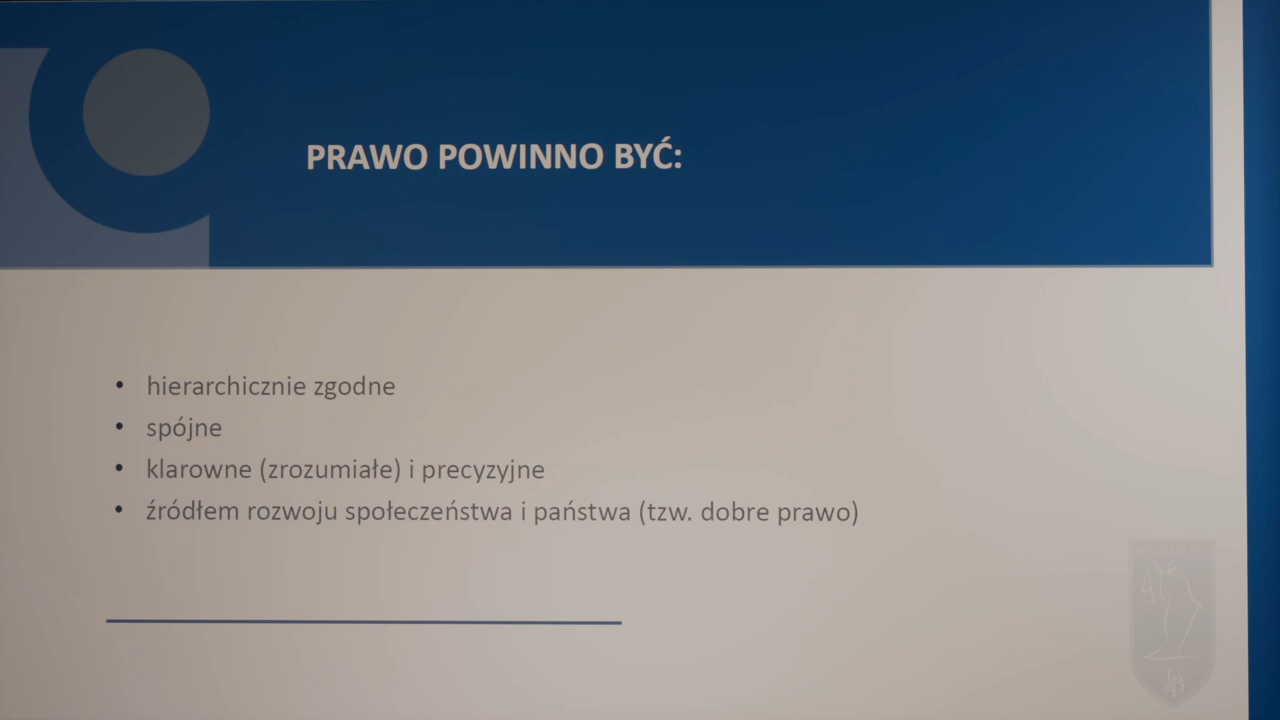 PRAWO POWINNO BYĆ:
• hierarchicznie zgodne
• spójne
• klarowne (zrozumiałe) i precyzyjne
• źródłem rozwoju społeczeństwa i państwa (tzw. dobre prawo)